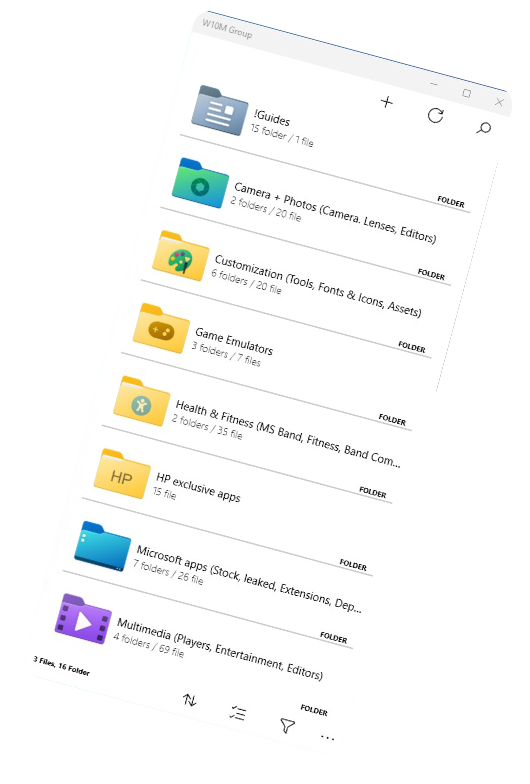 W10M Group
!Guides
15 folder / 1 file
FOLDER
Camera + Photos (Camera. Lenses, Editors)
2 folders / 20 file
FOLDER
Customization (Tools, Fonts & Icons, Assets)
6 folders / 20 file
FOLDER
Game Emulators
3 folders / 7 files
FOLDER
Health & Fitness (MS Band, Fitness, Band Com...
2 folders / 35 file
FOLDER
HP
HP exclusive apps
15 file
FOLDER
Microsoft apps (Stock, leaked, Extensions, Dep...
7 folders / 26 file
FOLDER
Multimedia (Players, Entertainment, Editors)
4 folders / 69 file
FOLDER
3 Files, 16 Folder